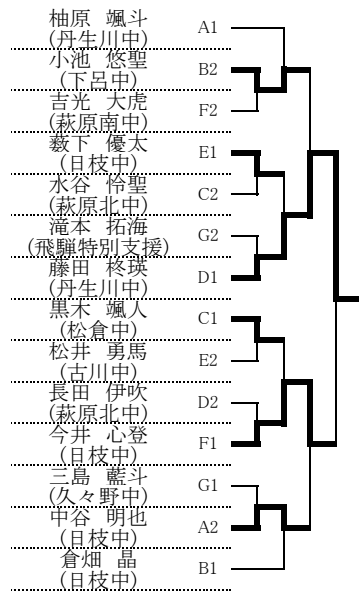 柚原 颯斗 A1
(丹生川中)
小池 悠聖 B2
(下呂中)
吉光 大虎 F2
(萩原南中)
薮下 優太 E1
(日枝中)
水谷 怜聖 C2
(萩原北中)
滝本 拓海 G2
(飛騨特別支援)
藤田 柊瑛 D1
(丹生川中)
黒木 颯人 C1
(松倉中)
松井 勇馬 E2
(古川中)
長田 伊吹 D2
(萩原北中)
今井 心登 F1
(日枝中)
三島 藍斗 G1
(久々野中)
中谷 明也 A2
(日枝中)
倉畑 晶 B1
(日枝中)